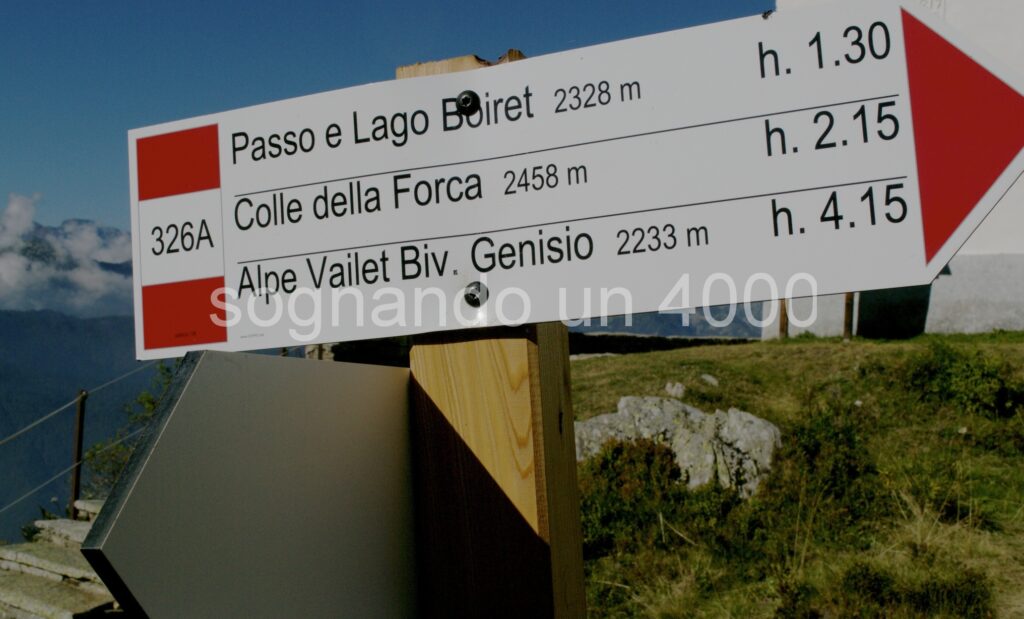 Passo e Lago Boiret 2328 m h. 1.30
Colle della Forca 2458 m h. 2.15
326A
Alpe Vailet Biv. Genisio 2233 m h. 4.15
sognando un 4000